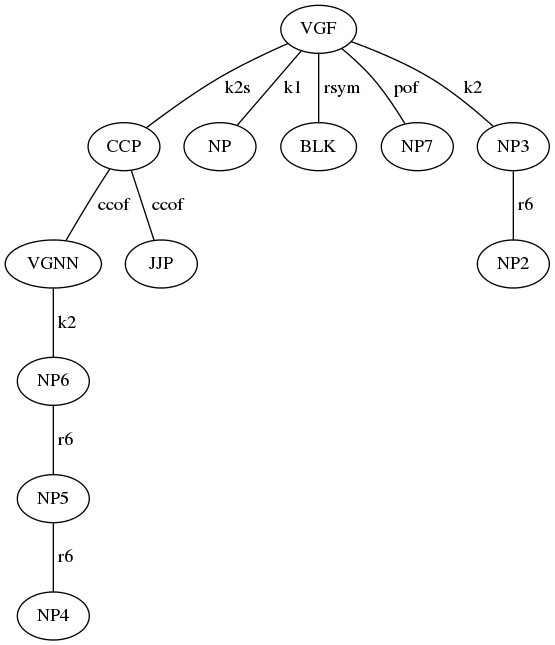 VGF
k2s k1 rsym pof k2
CCP NP BLK NP7 NP3
ccof ccof r6
VGNN JJP NP2
k2
NP6
r6
NP5
r6
NP4